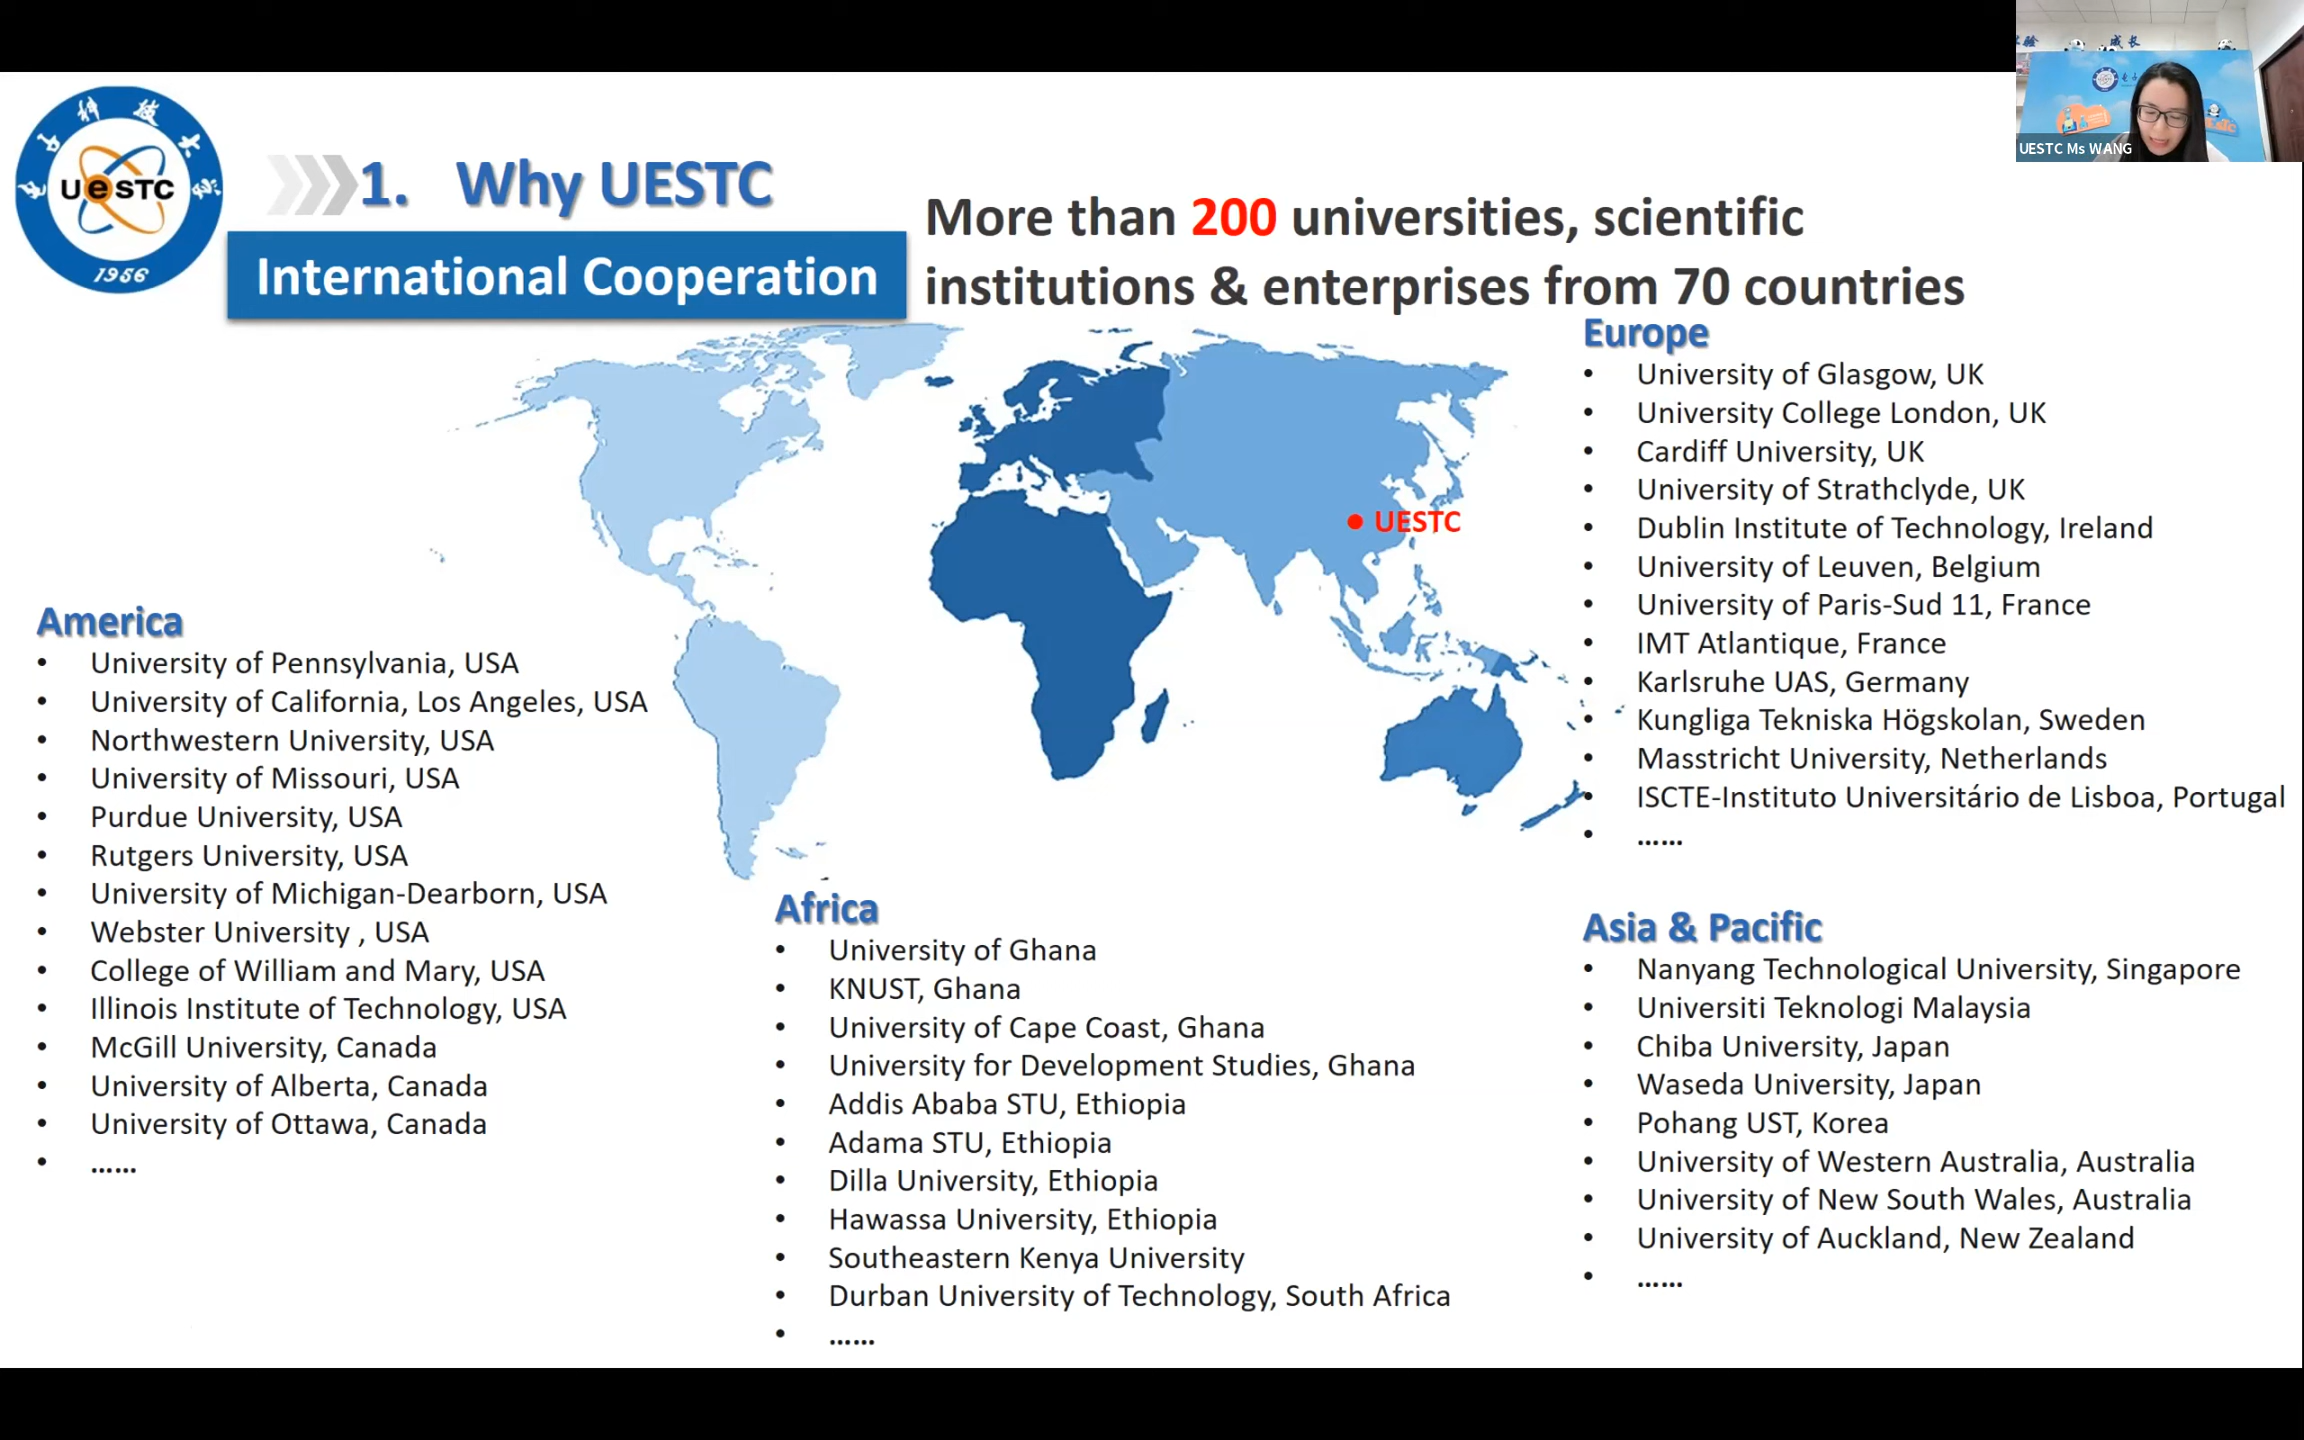 电子科技大学
UESTC
1956
1. Why UESTC
International Cooperation
More than 200 universities, scientific
institutions & enterprises from 70 countries
UESTC
America
• University of Pennsylvania, USA
• University of California, Los Angeles, USA
• Northwestern University, USA
• University of Missouri, USA
• Purdue University, USA
• Rutgers University, USA
• University of Michigan-Dearborn, USA
• Webster University , USA
• College of William and Mary, USA
• Illinois Institute of Technology, USA
• McGill University, Canada
• University of Alberta, Canada
• University of Ottawa, Canada
• ……
Africa
• University of Ghana
• KNUST, Ghana
• University of Cape Coast, Ghana
• University for Development Studies, Ghana
• Addis Ababa STU, Ethiopia
• Adama STU, Ethiopia
• Dilla University, Ethiopia
• Hawassa University, Ethiopia
• Southeastern Kenya University
• Durban University of Technology, South Africa
• ……
Europe
• University of Glasgow, UK
• University College London, UK
• Cardiff University, UK
• University of Strathclyde, UK
• Dublin Institute of Technology, Ireland
• University of Leuven, Belgium
• University of Paris-Sud 11, France
• IMT Atlantique, France
• Karlsruhe UAS, Germany
• Kungliga Tekniska Högskolan, Sweden
• Masstricht University, Netherlands
• ISCTE-Instituto Universitário de Lisboa, Portugal
• ……
Asia & Pacific
• Nanyang Technological University, Singapore
• Universiti Teknologi Malaysia
• Chiba University, Japan
• Waseda University, Japan
• Pohang UST, Korea
• University of Western Australia, Australia
• University of New South Wales, Australia
• University of Auckland, New Zealand
• ……
成长
UESTC Ms WANG